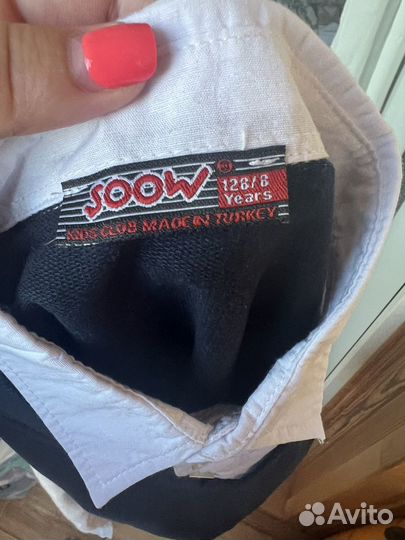 SOOW ®
128/8
Years
KIDS CLUB MADE IN TURKEY
Avito